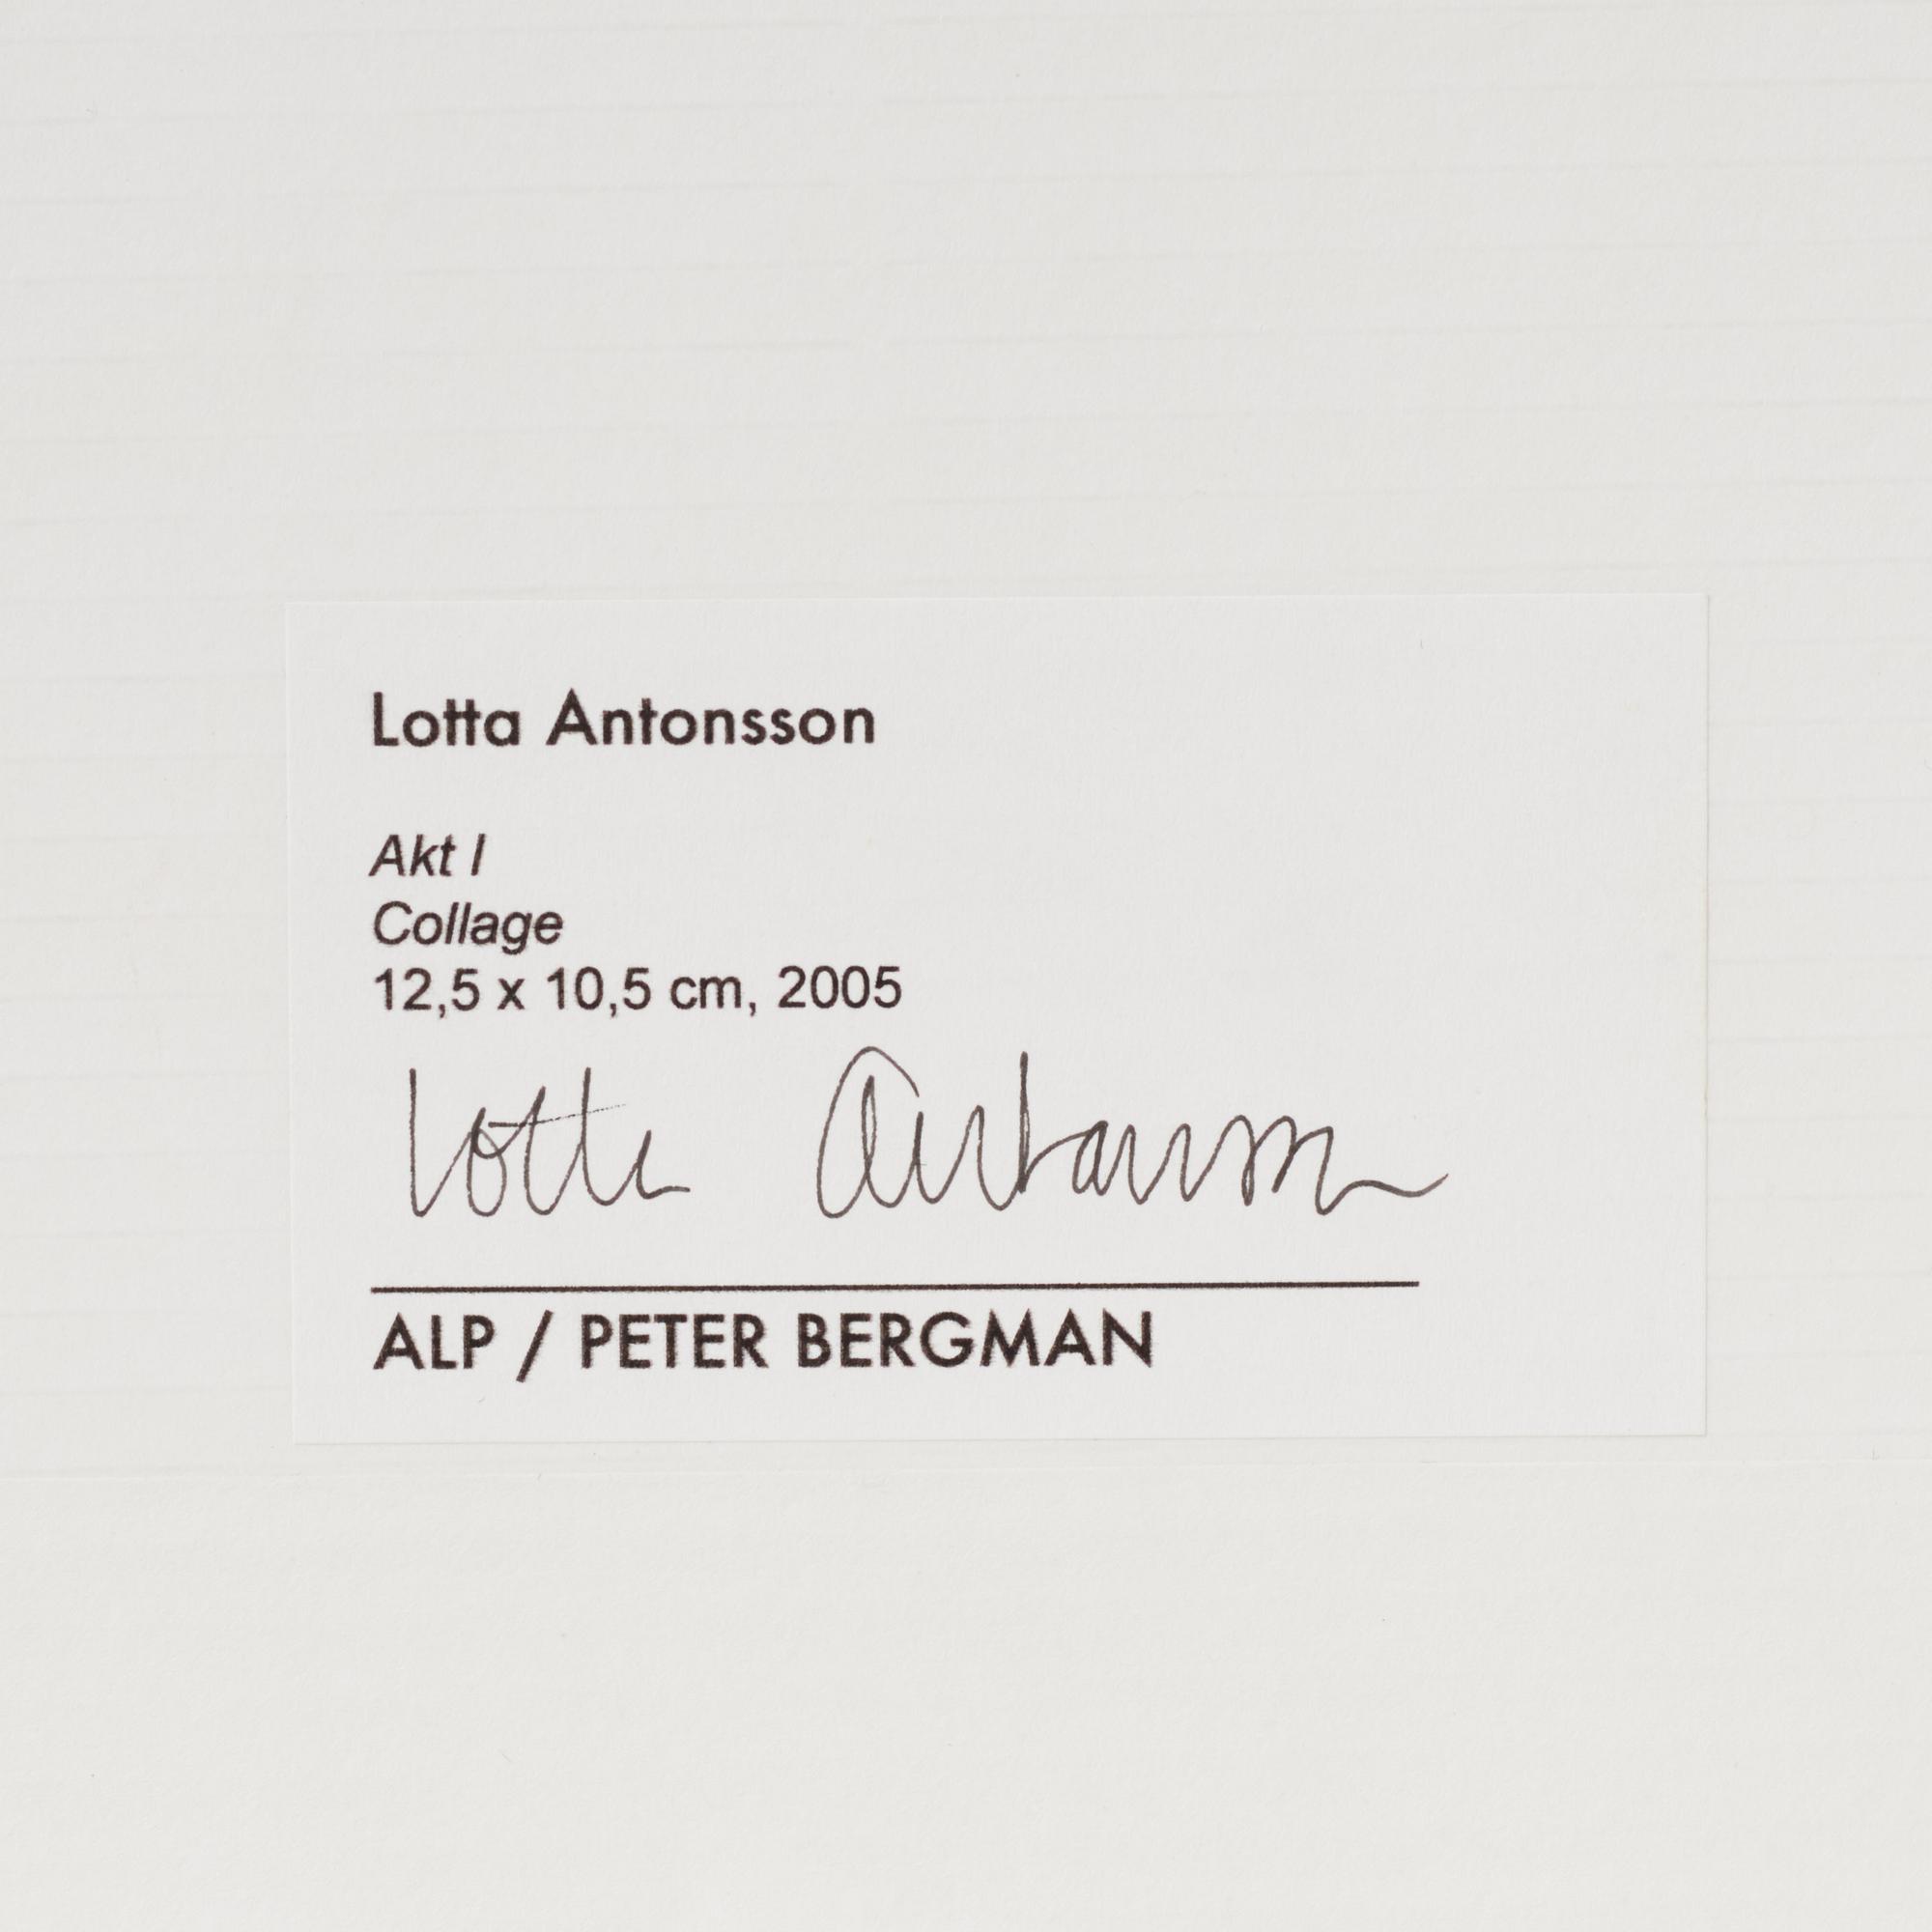 Lotta Antonsson
Akt I
Collage
12,5 x 10,5 cm, 2005
Lotta Antonsson
ALP / PETER BERGMAN